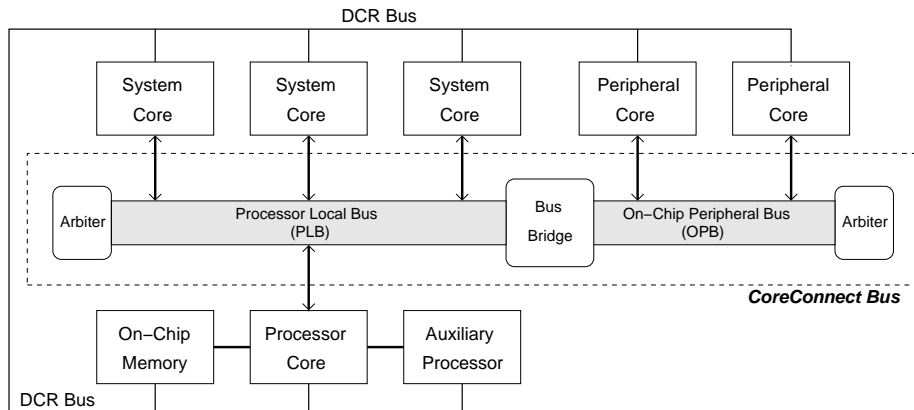 DCR Bus
System
Core
System
Core
System
Core
Peripheral
Core
Peripheral
Core
Arbiter
Processor Local Bus
(PLB)
Bus
Bridge
On−Chip Peripheral Bus
(OPB)
Arbiter
CoreConnect Bus
On−Chip
Memory
Processor
Core
Auxiliary
Processor
DCR Bus